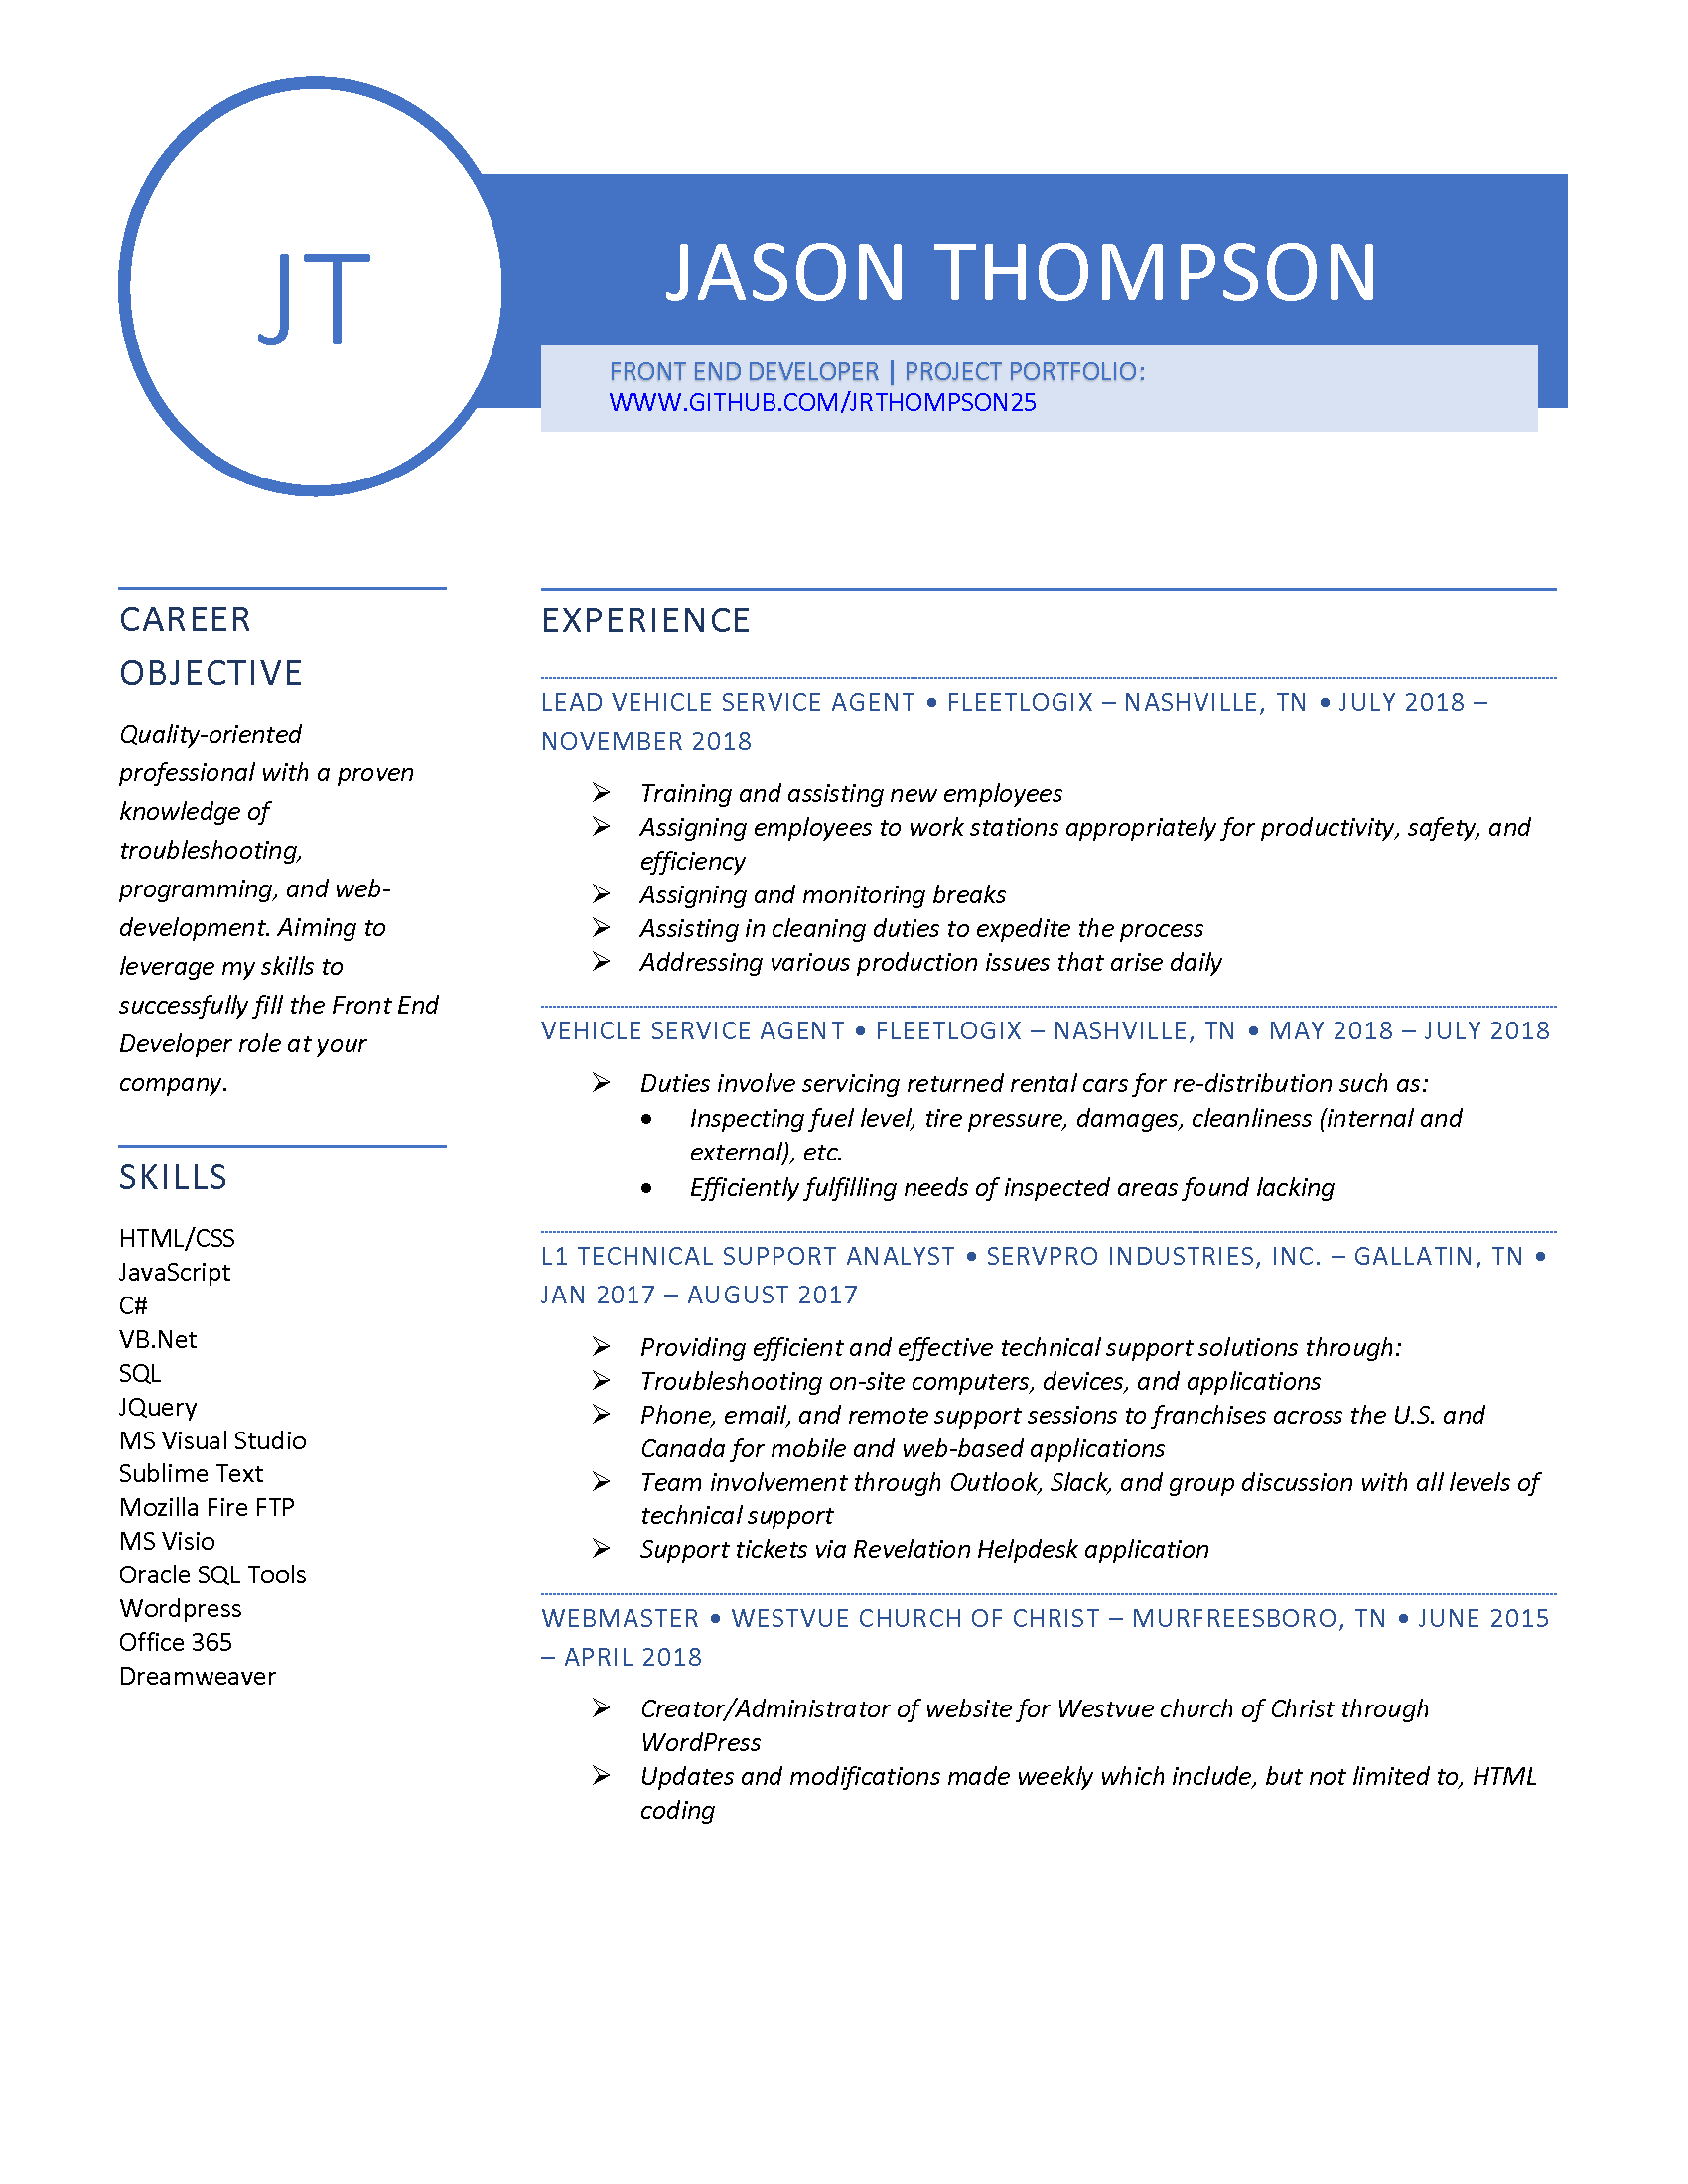 JT
JASON THOMPSON
FRONT END DEVELOPER | PROJECT PORTFOLIO:
WWW.GITHUB.COM/JRTHOMPSON25
CAREER
OBJECTIVE
Quality-oriented
professional with a proven
knowledge of
troubleshooting,
programming, and web-
development. Aiming to
leverage my skills to
successfully fill the Front End
Developer role at your
company.
SKILLS
HTML/CSS
JavaScript
C#
VB.Net
SQL
JQuery
MS Visual Studio
Sublime Text
Mozilla Fire FTP
MS Visio
Oracle SQL Tools
Wordpress
Office 365
Dreamweaver
EXPERIENCE
LEAD VEHICLE SERVICE AGENT • FLEETLOGIX – NASHVILLE, TN • JULY 2018 –
NOVEMBER 2018
➢ Training and assisting new employees
➢ Assigning employees to work stations appropriately for productivity, safety, and
efficiency
➢ Assigning and monitoring breaks
➢ Assisting in cleaning duties to expedite the process
➢ Addressing various production issues that arise daily
VEHICLE SERVICE AGENT • FLEETLOGIX – NASHVILLE, TN • MAY 2018 – JULY 2018
➢ Duties involve servicing returned rental cars for re-distribution such as:
• Inspecting fuel level, tire pressure, damages, cleanliness (internal and
external), etc.
• Efficiently fulfilling needs of inspected areas found lacking
L1 TECHNICAL SUPPORT ANALYST • SERVPRO INDUSTRIES, INC. – GALLATIN, TN •
JAN 2017 – AUGUST 2017
➢ Providing efficient and effective technical support solutions through:
➢ Troubleshooting on-site computers, devices, and applications
➢ Phone, email, and remote support sessions to franchises across the U.S. and
Canada for mobile and web-based applications
➢ Team involvement through Outlook, Slack, and group discussion with all levels of
technical support
➢ Support tickets via Revelation Helpdesk application
WEBMASTER • WESTVUE CHURCH OF CHRIST – MURFREESBORO, TN • JUNE 2015
– APRIL 2018
➢ Creator/Administrator of website for Westvue church of Christ through
WordPress
➢ Updates and modifications made weekly which include, but not limited to, HTML
coding